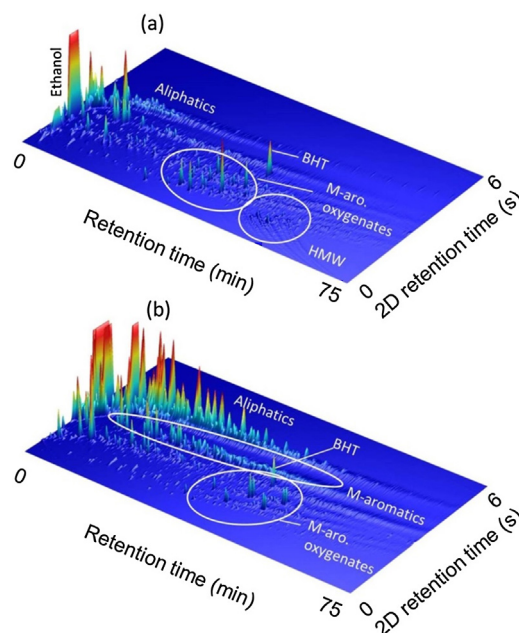 (a)
Ethanol
Aliphatics
BHT
M-aro.
oxygenates
HMW
0
Retention time (min)
75
0
2D retention time (s)
6
(b)
Aliphatics
BHT
M-aromatics
M-aro.
oxygenates
0
Retention time (min)
75
0
2D retention time (s)
6